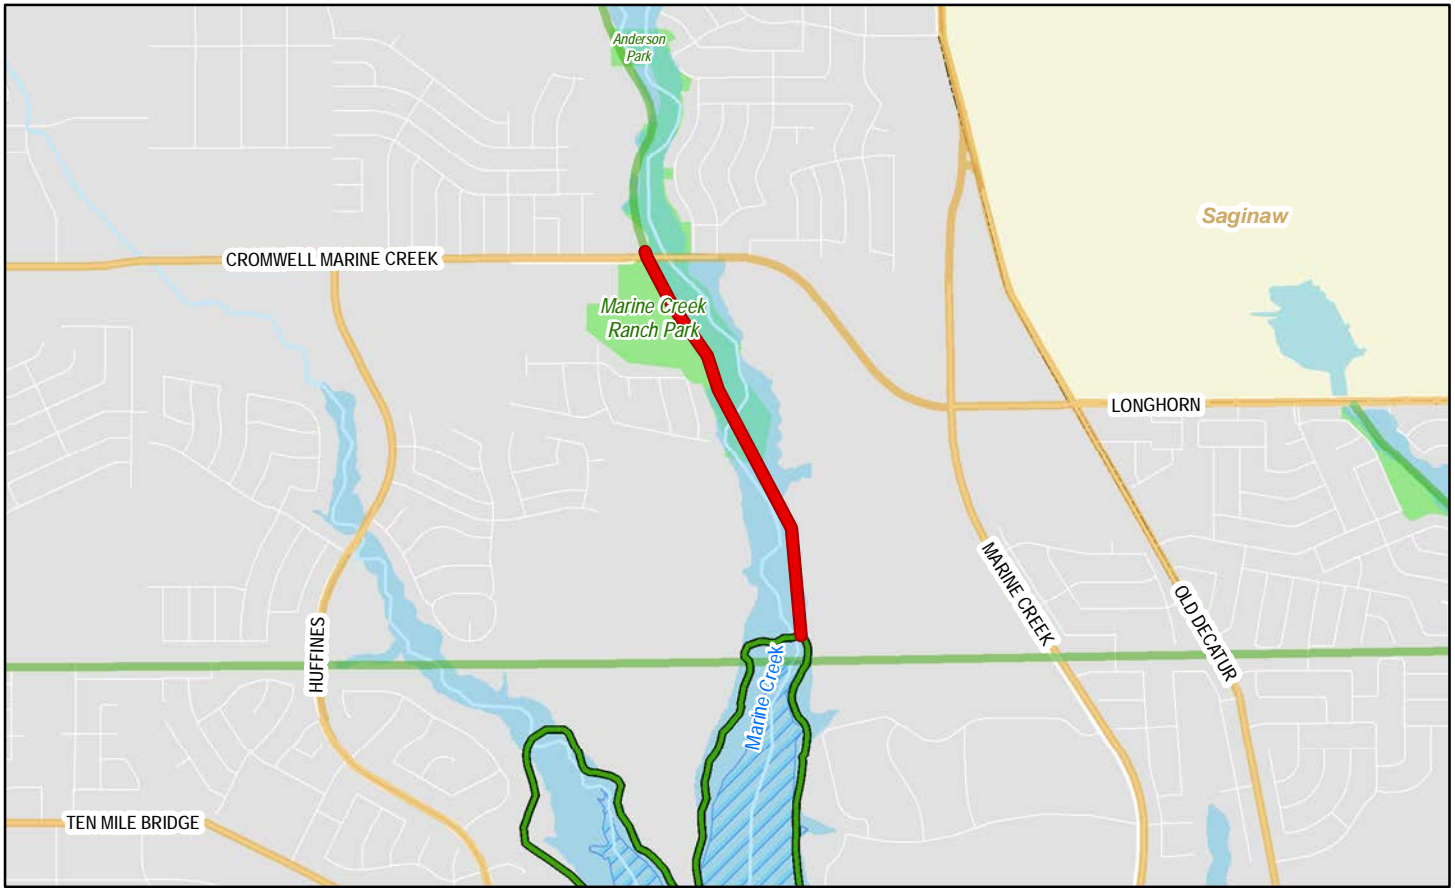 Anderson
Park
Saginaw
CROMWELL MARINE CREEK
Marine Creek
Ranch Park
LONGHORN
MARINE CREEK
OLD DECATUR
HUFFINES
Marine Creek
TEN MILE BRIDGE